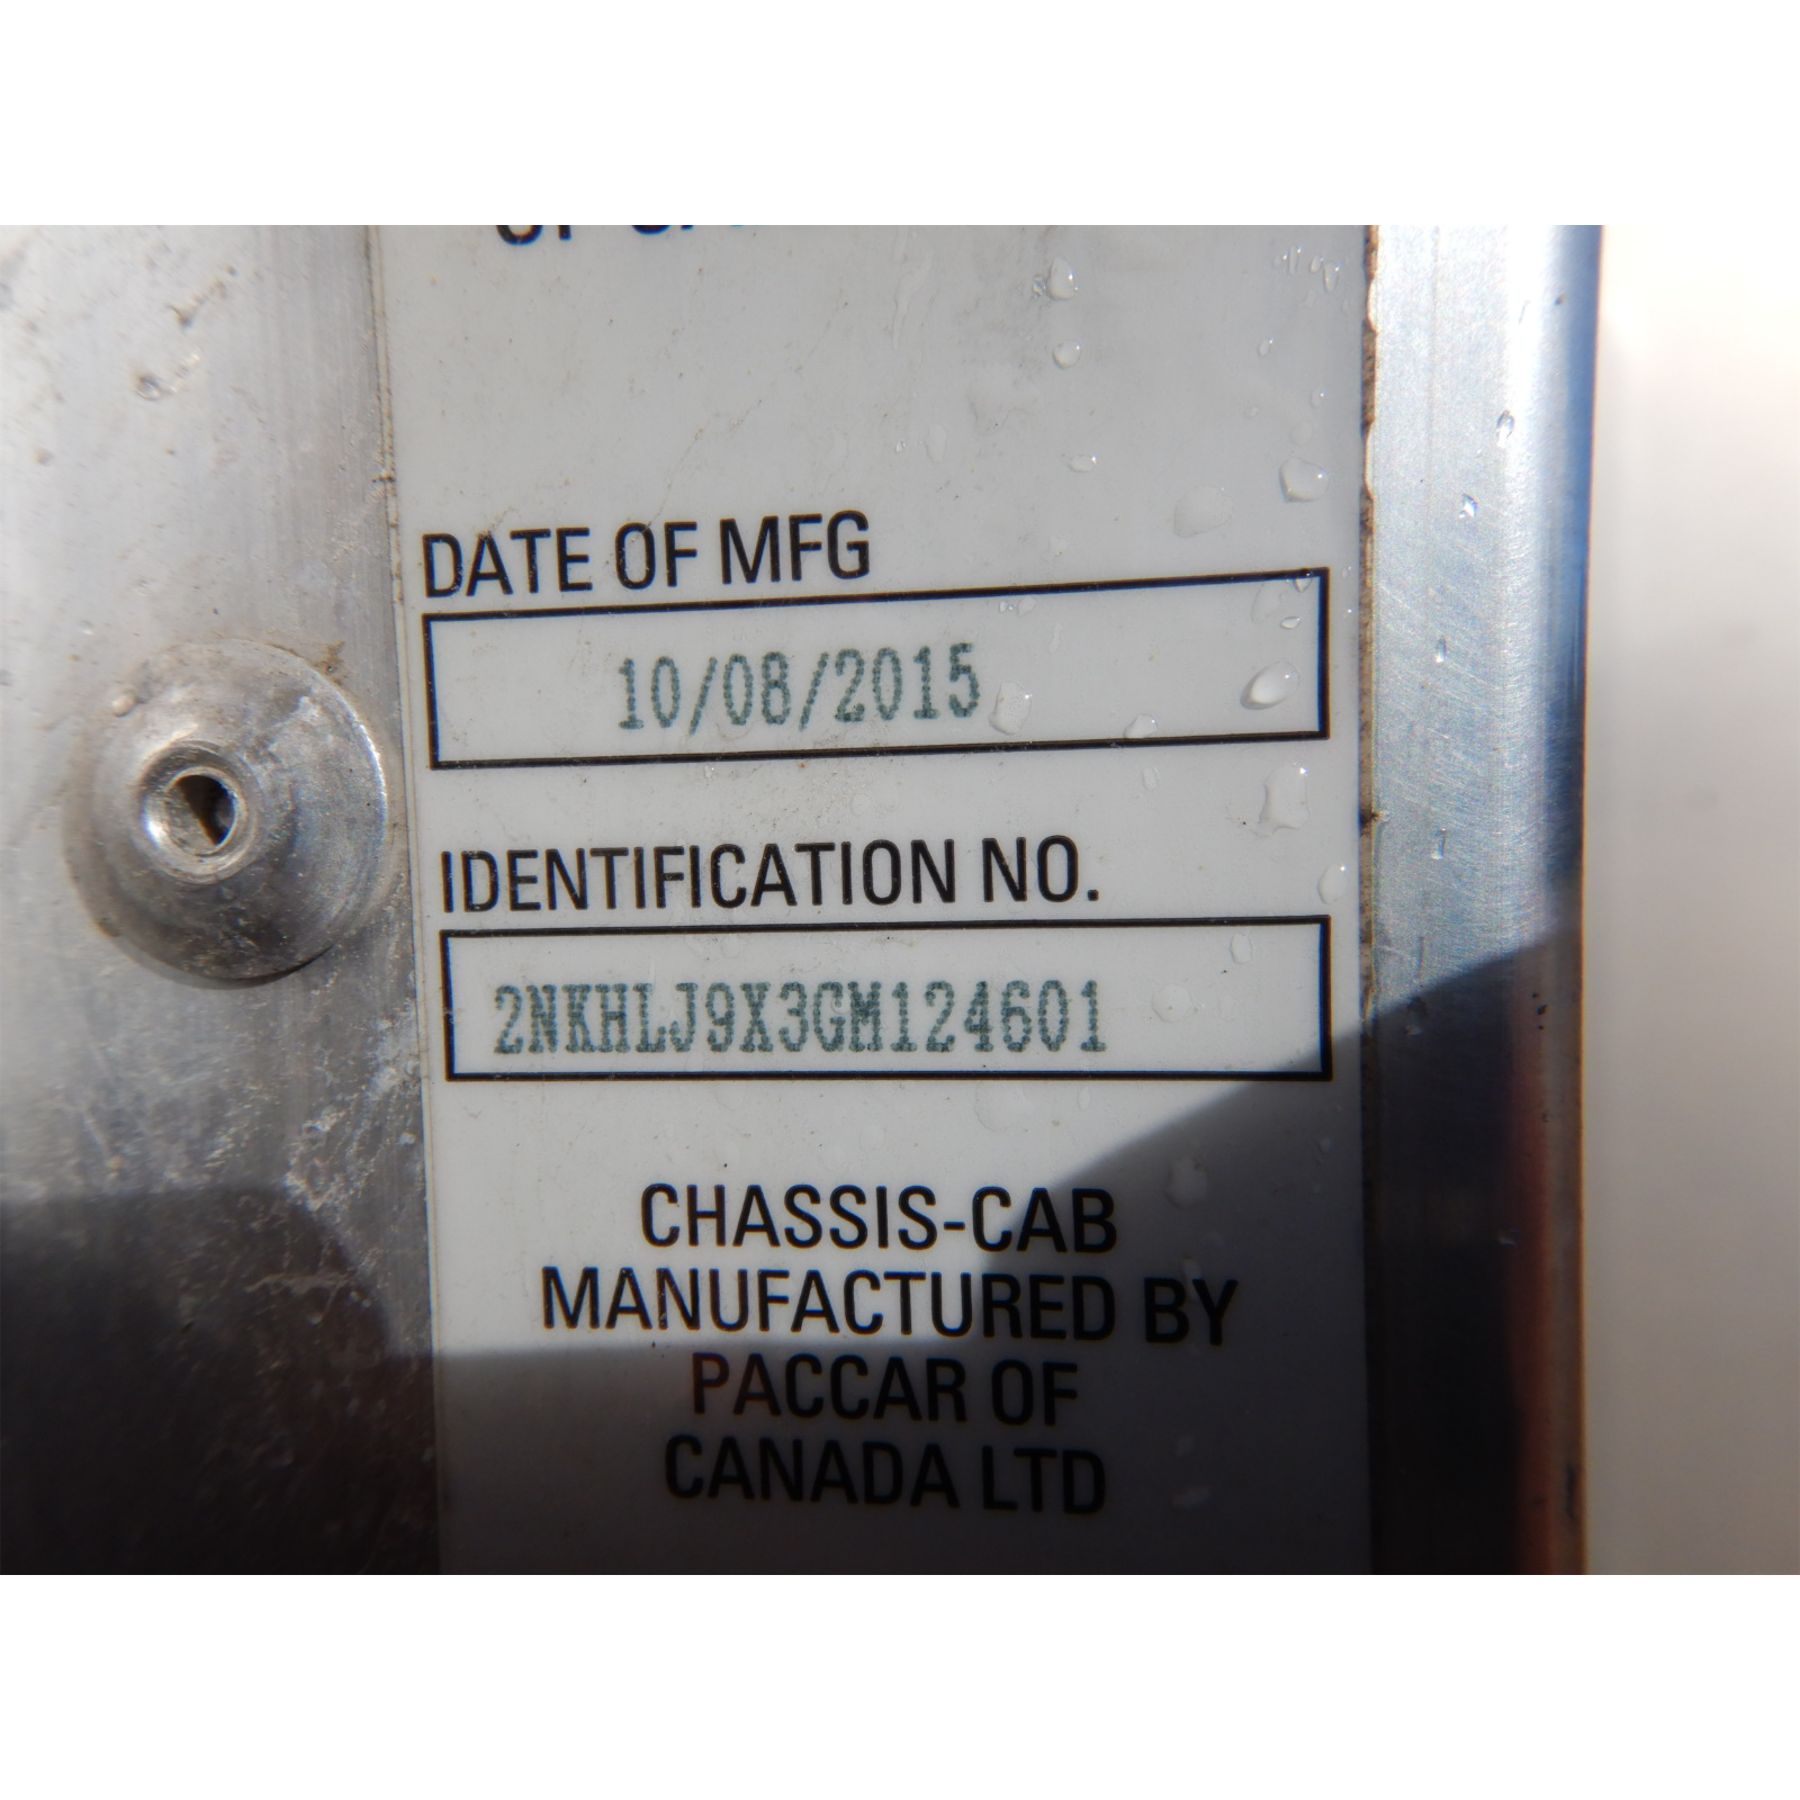 DATE OF MFG
10/08/2015
IDENTIFICATION NO.
2NKHLJ9X3GM124601
CHASSIS-CAB
MANUFACTURED BY
PACCAR OF
CANADA LTD